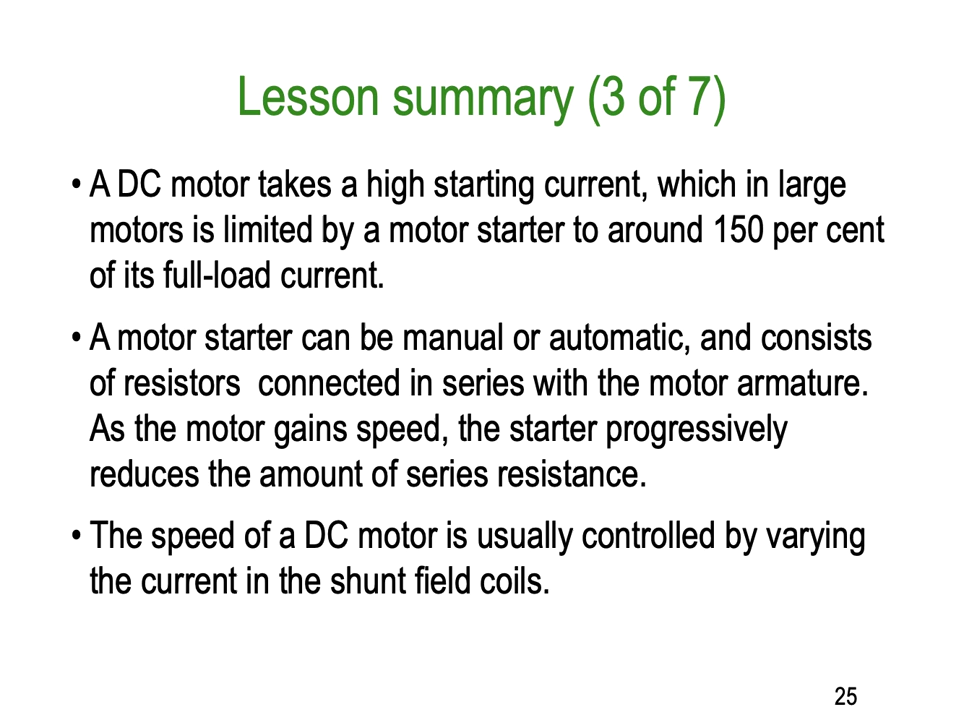 Lesson summary (3 of 7)
• A DC motor takes a high starting current, which in large
motors is limited by a motor starter to around 150 per cent
of its full-load current.
• A motor starter can be manual or automatic, and consists
of resistors  connected in series with the motor armature.
As the motor gains speed, the starter progressively
reduces the amount of series resistance.
• The speed of a DC motor is usually controlled by varying
the current in the shunt field coils.
25